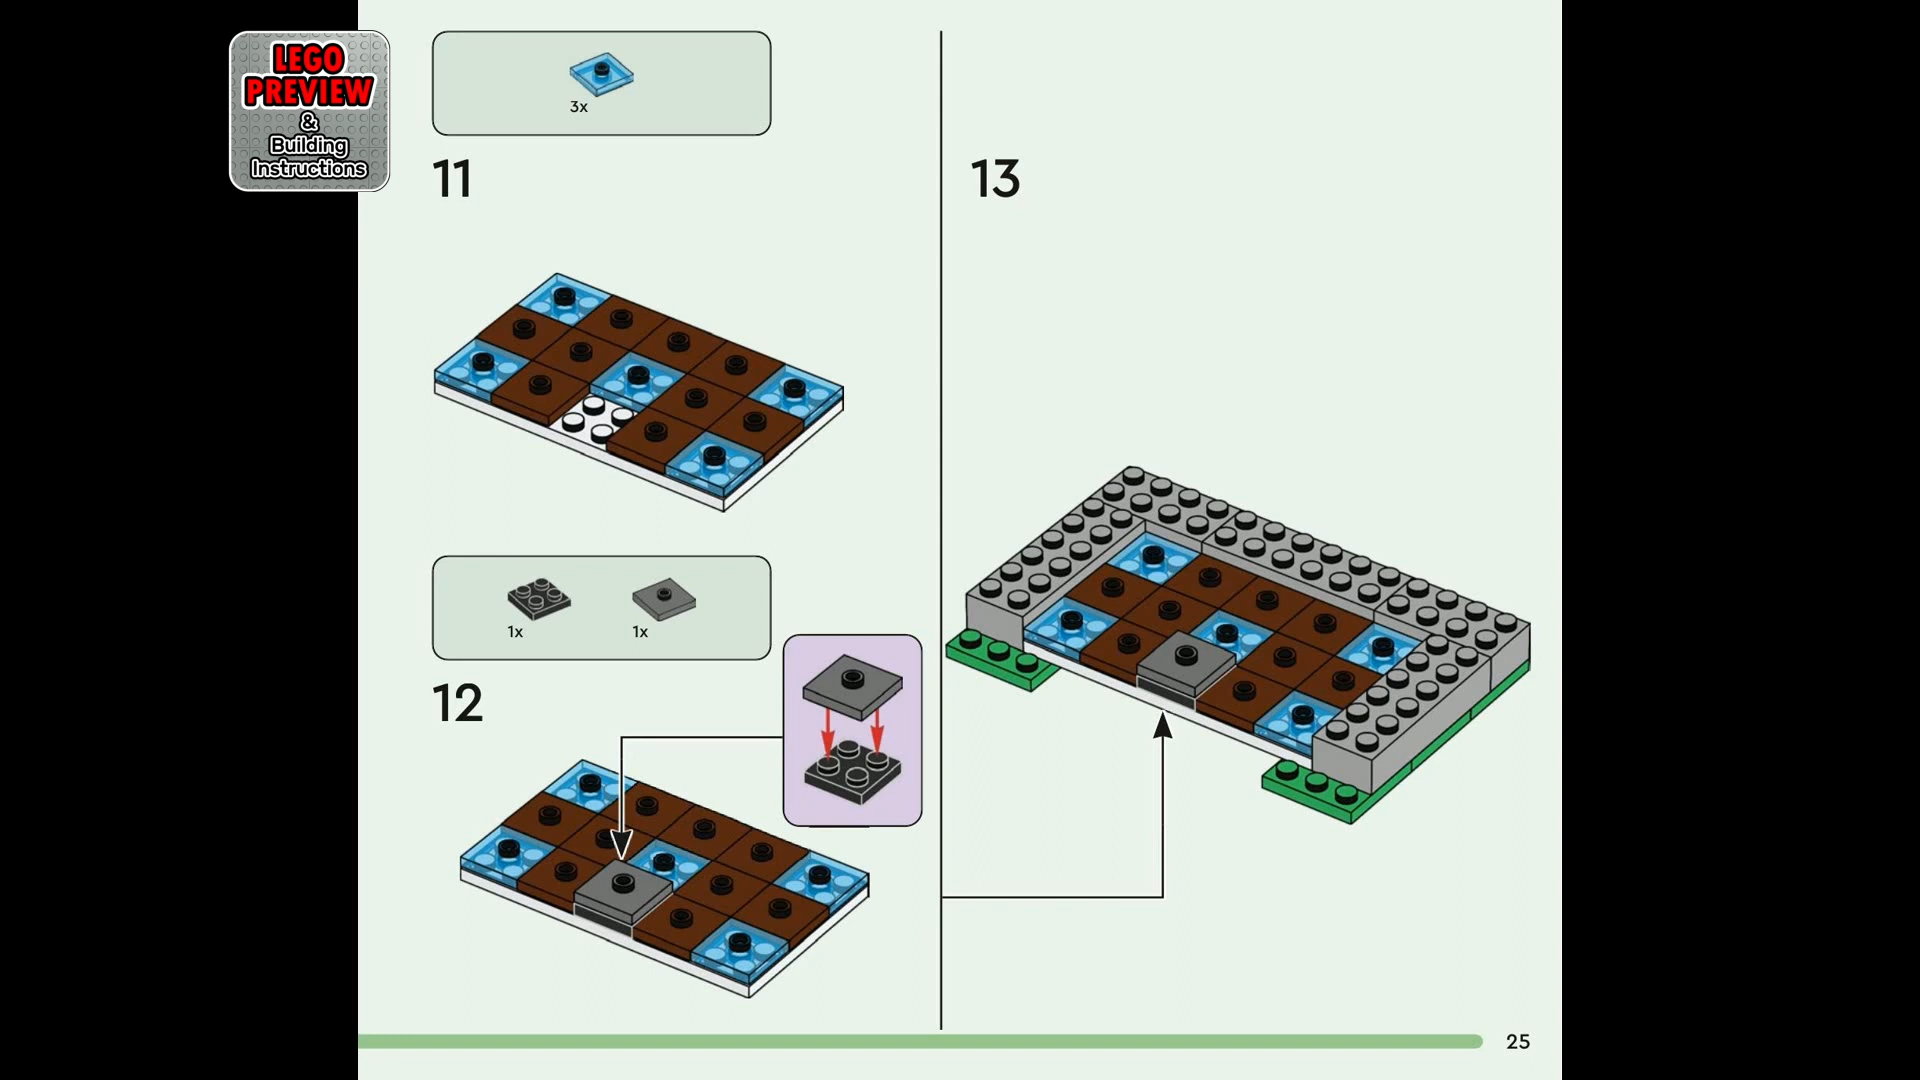 LEGO
PREVIEW
&
Building
Instructions
3x
11
1x 1x
12
13
25